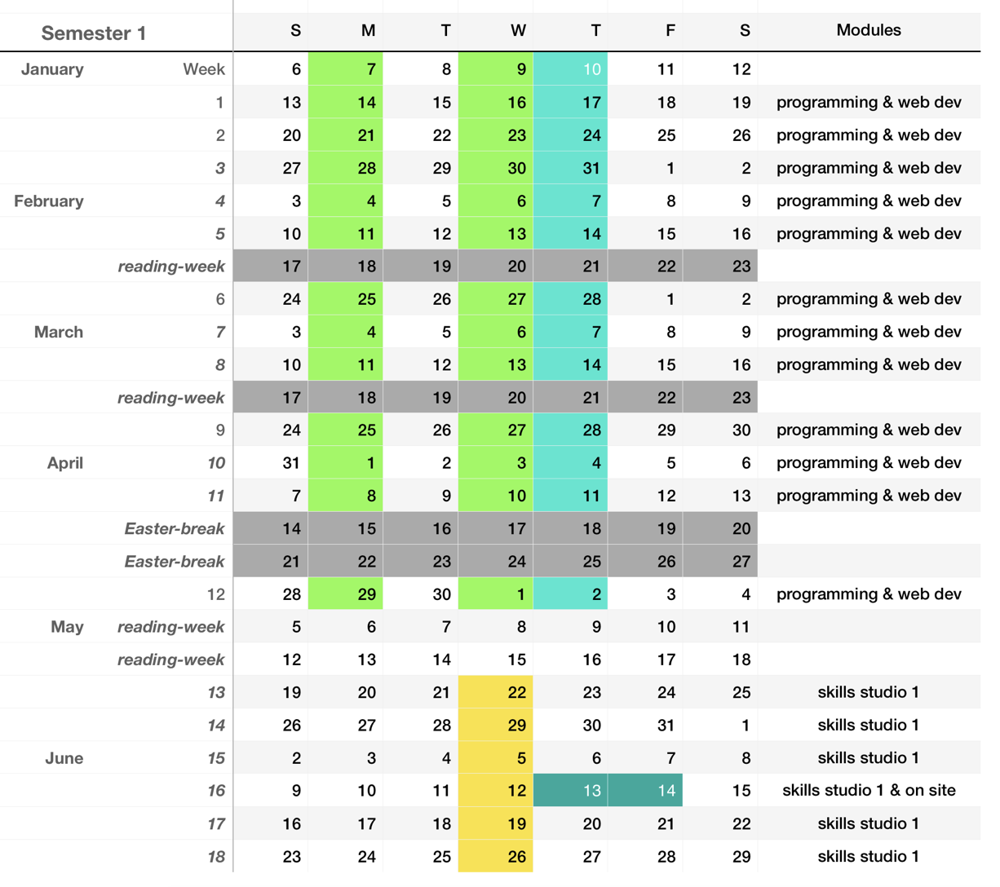 Semester 1 S M T W T F S Modules
January Week 6 7 8 9 10 11 12
1 13 14 15 16 17 18 19 programming & web dev
2 20 21 22 23 24 25 26 programming & web dev
3 27 28 29 30 31 1 2 programming & web dev
February 4 3 4 5 6 7 8 9 programming & web dev
5 10 11 12 13 14 15 16 programming & web dev
reading-week 17 18 19 20 21 22 23
6 24 25 26 27 28 1 2 programming & web dev
March 7 3 4 5 6 7 8 9 programming & web dev
8 10 11 12 13 14 15 16 programming & web dev
reading-week 17 18 19 20 21 22 23
9 24 25 26 27 28 29 30 programming & web dev
April 10 31 1 2 3 4 5 6 programming & web dev
11 7 8 9 10 11 12 13 programming & web dev
Easter-break 14 15 16 17 18 19 20
Easter-break 21 22 23 24 25 26 27
12 28 29 30 1 2 3 4 programming & web dev
May reading-week 5 6 7 8 9 10 11
reading-week 12 13 14 15 16 17 18
13 19 20 21 22 23 24 25 skills studio 1
14 26 27 28 29 30 31 1 skills studio 1
June 15 2 3 4 5 6 7 8 skills studio 1
16 9 10 11 12 13 14 15 skills studio 1 & on site
17 16 17 18 19 20 21 22 skills studio 1
18 23 24 25 26 27 28 29 skills studio 1